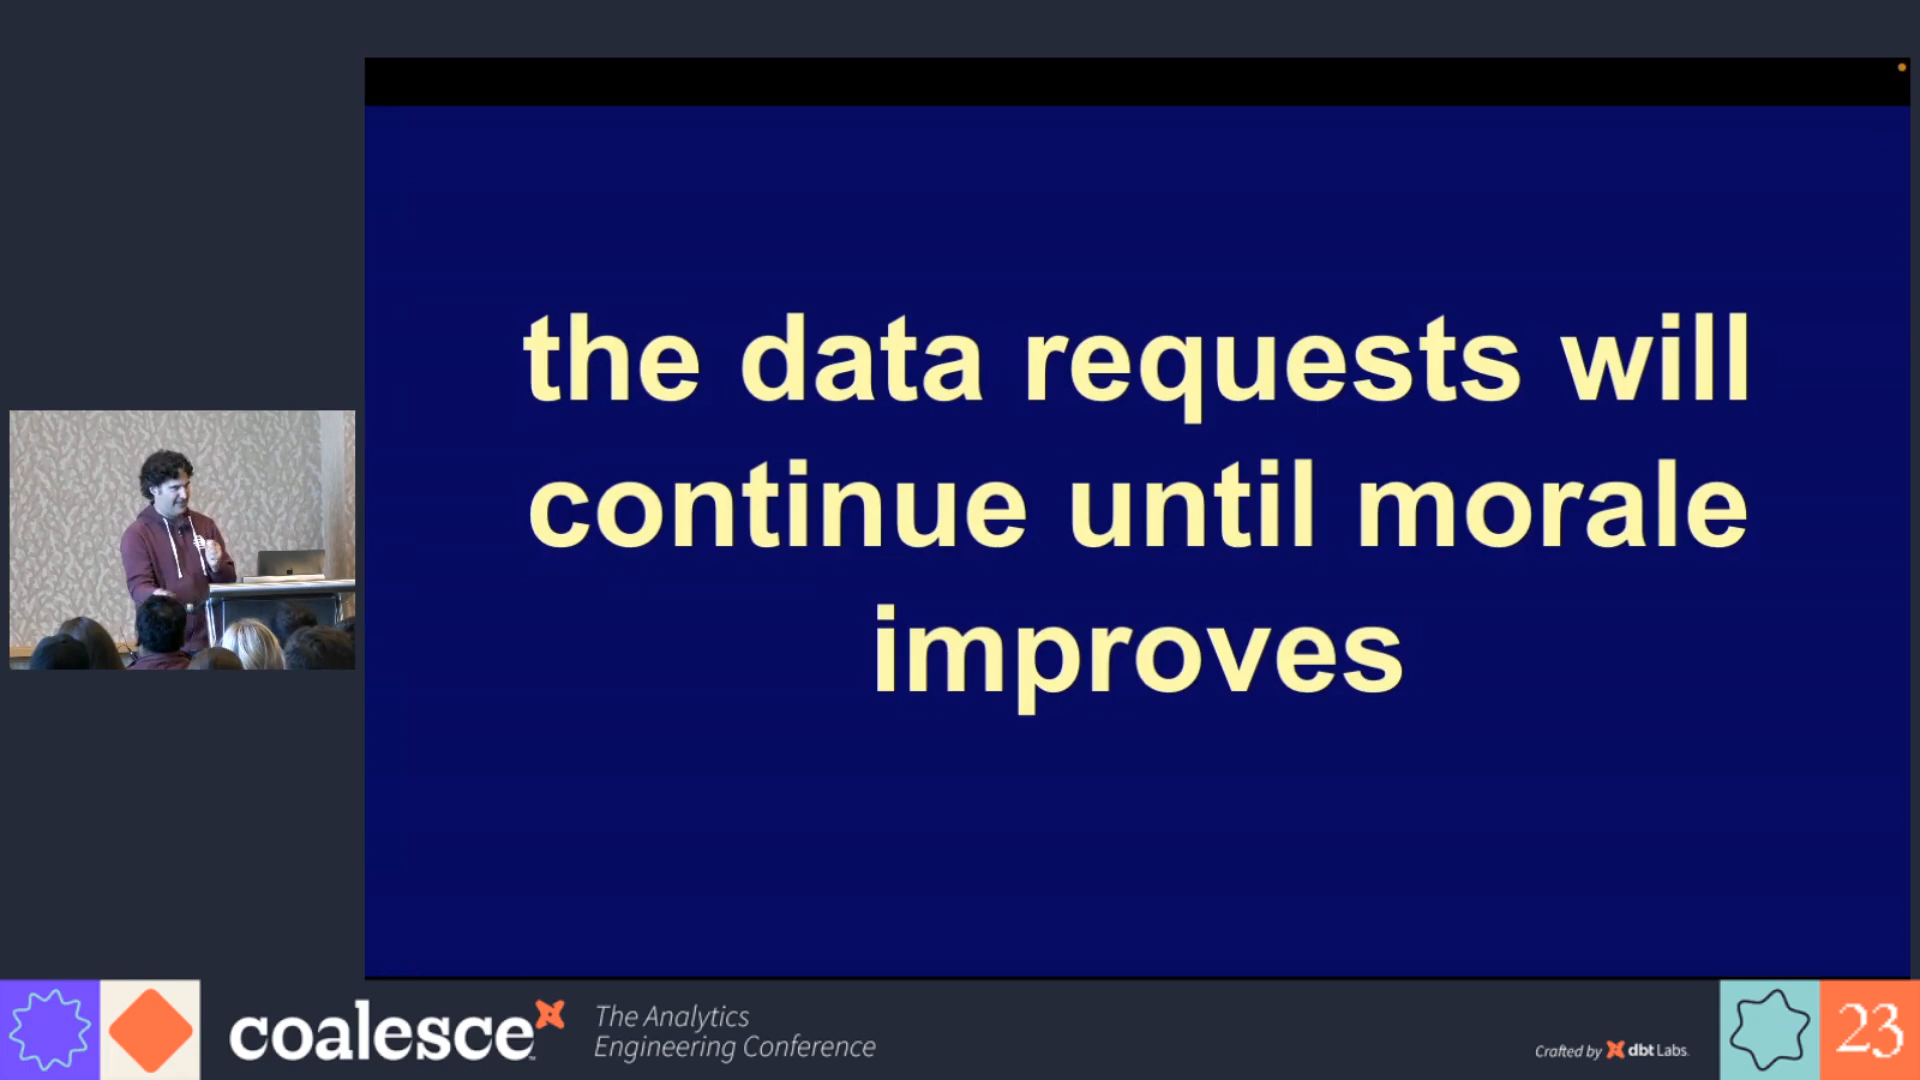 the data requests will
continue until morale
improves
coalesce
The Analytics
Engineering Conference
Crafted by dbt Labs.
23